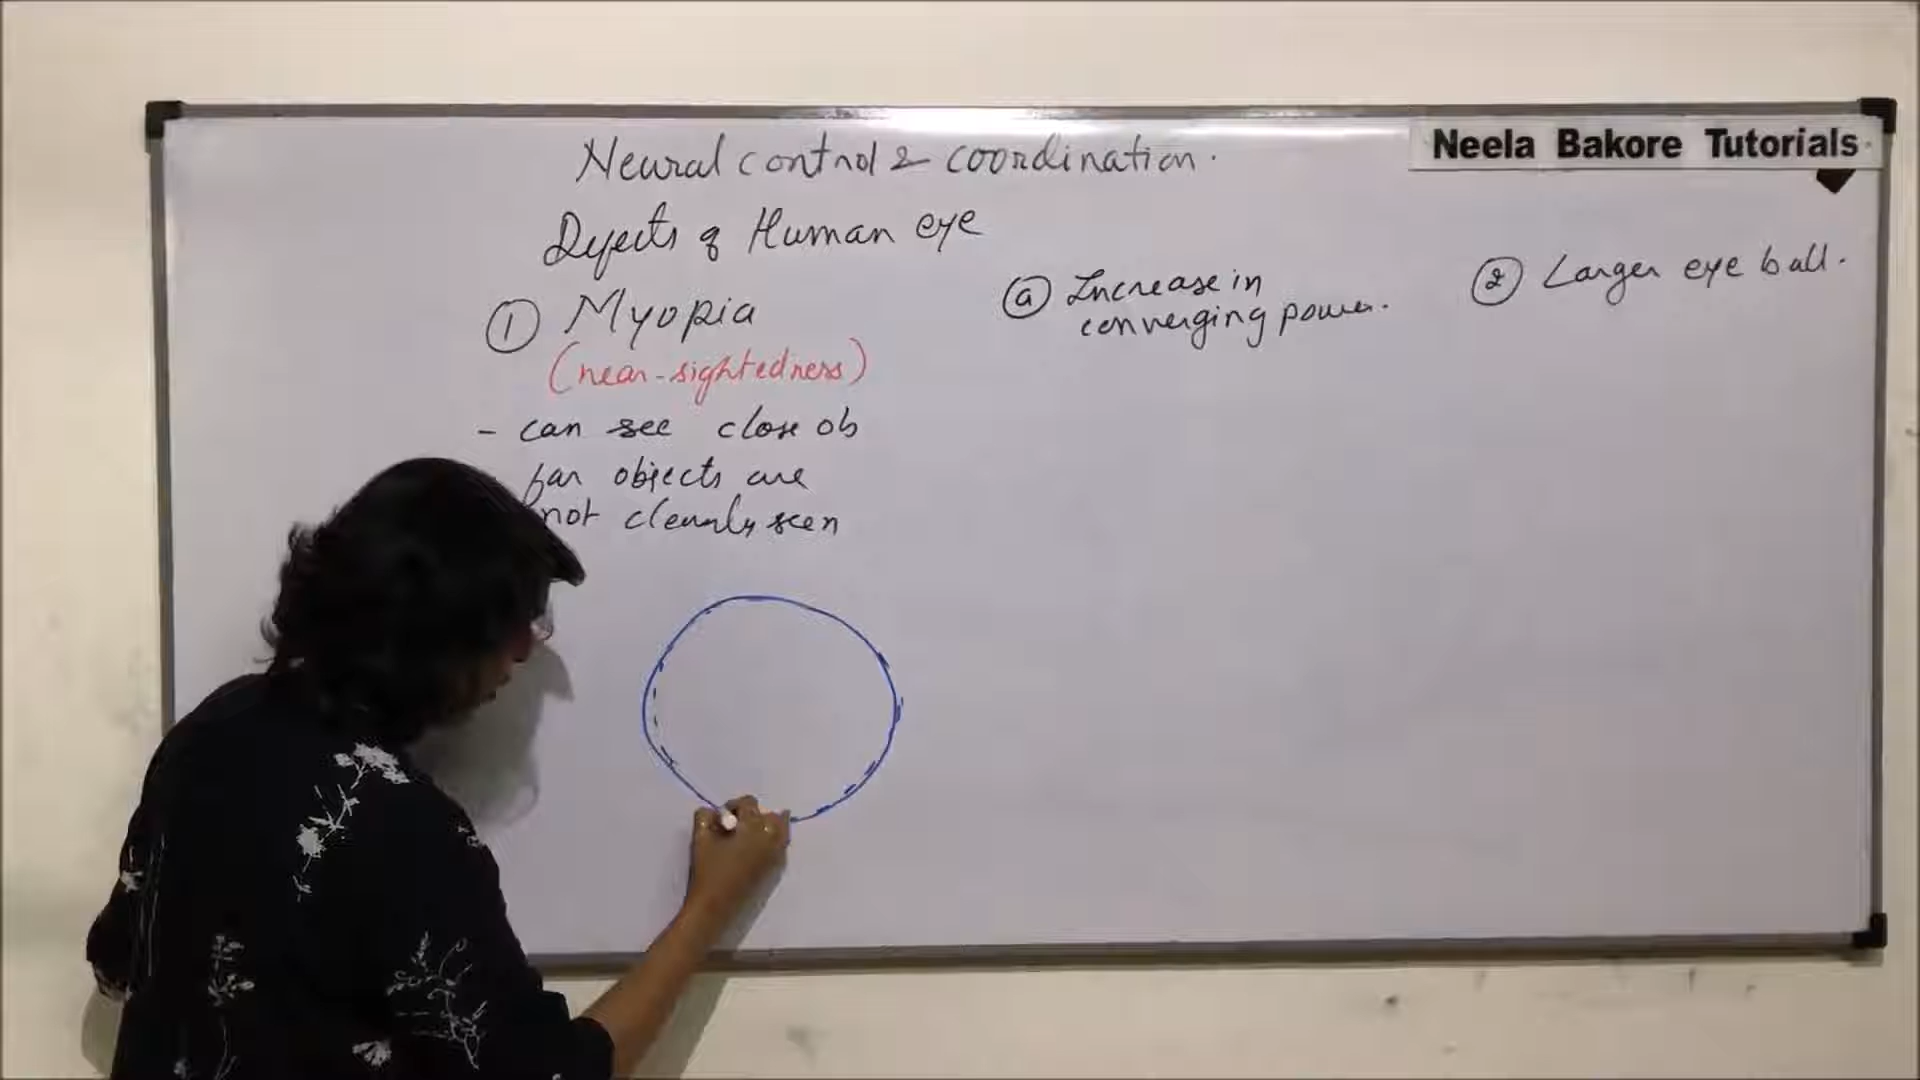 Neural control & coordination.
Neela Bakore Tutorials
Defects of Human eye
① Myopia
(near-sightedness)
- can see close ob
far objects are
not clearly seen
ⓐ Increase in
converging power.
② Larger eye ball.